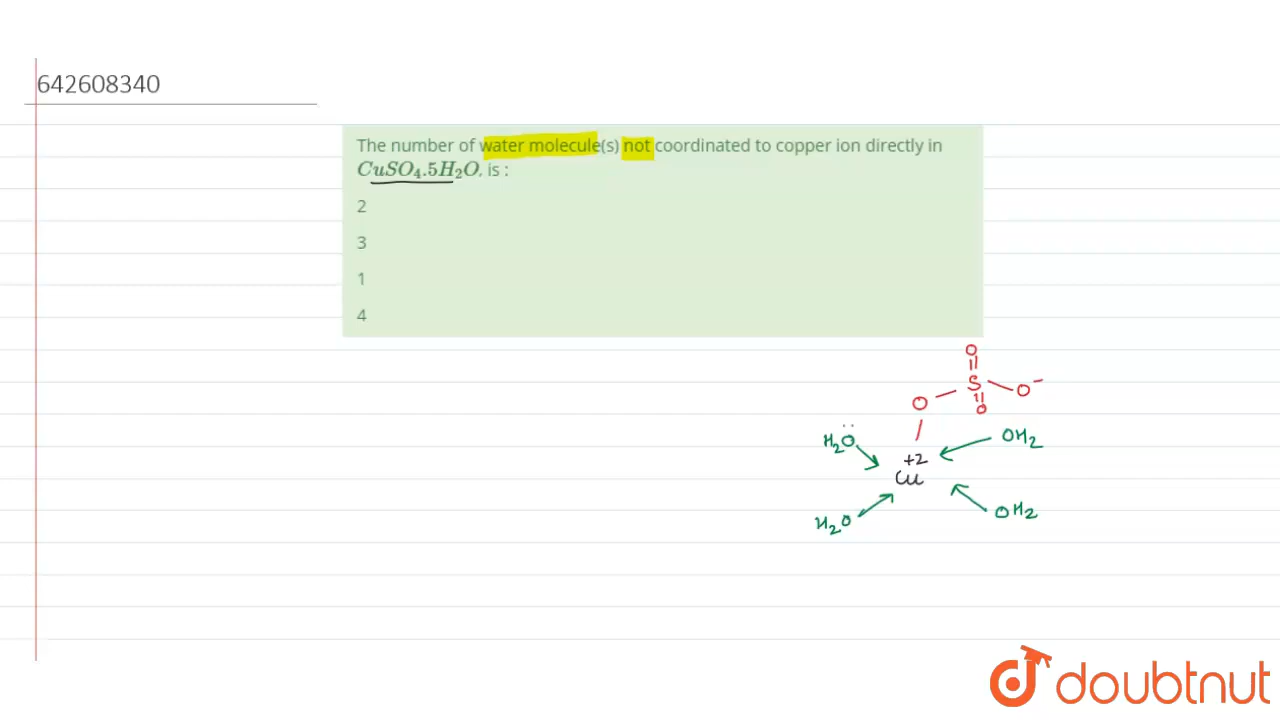 642608340
The number of water molecule(s) not coordinated to copper ion directly in
CuSO₄.5H₂O, is :
2
3
1
4
O
S
O⁻
O
O
H₂O
OH₂
+2
Cu
H₂O
OH₂
doubtnut